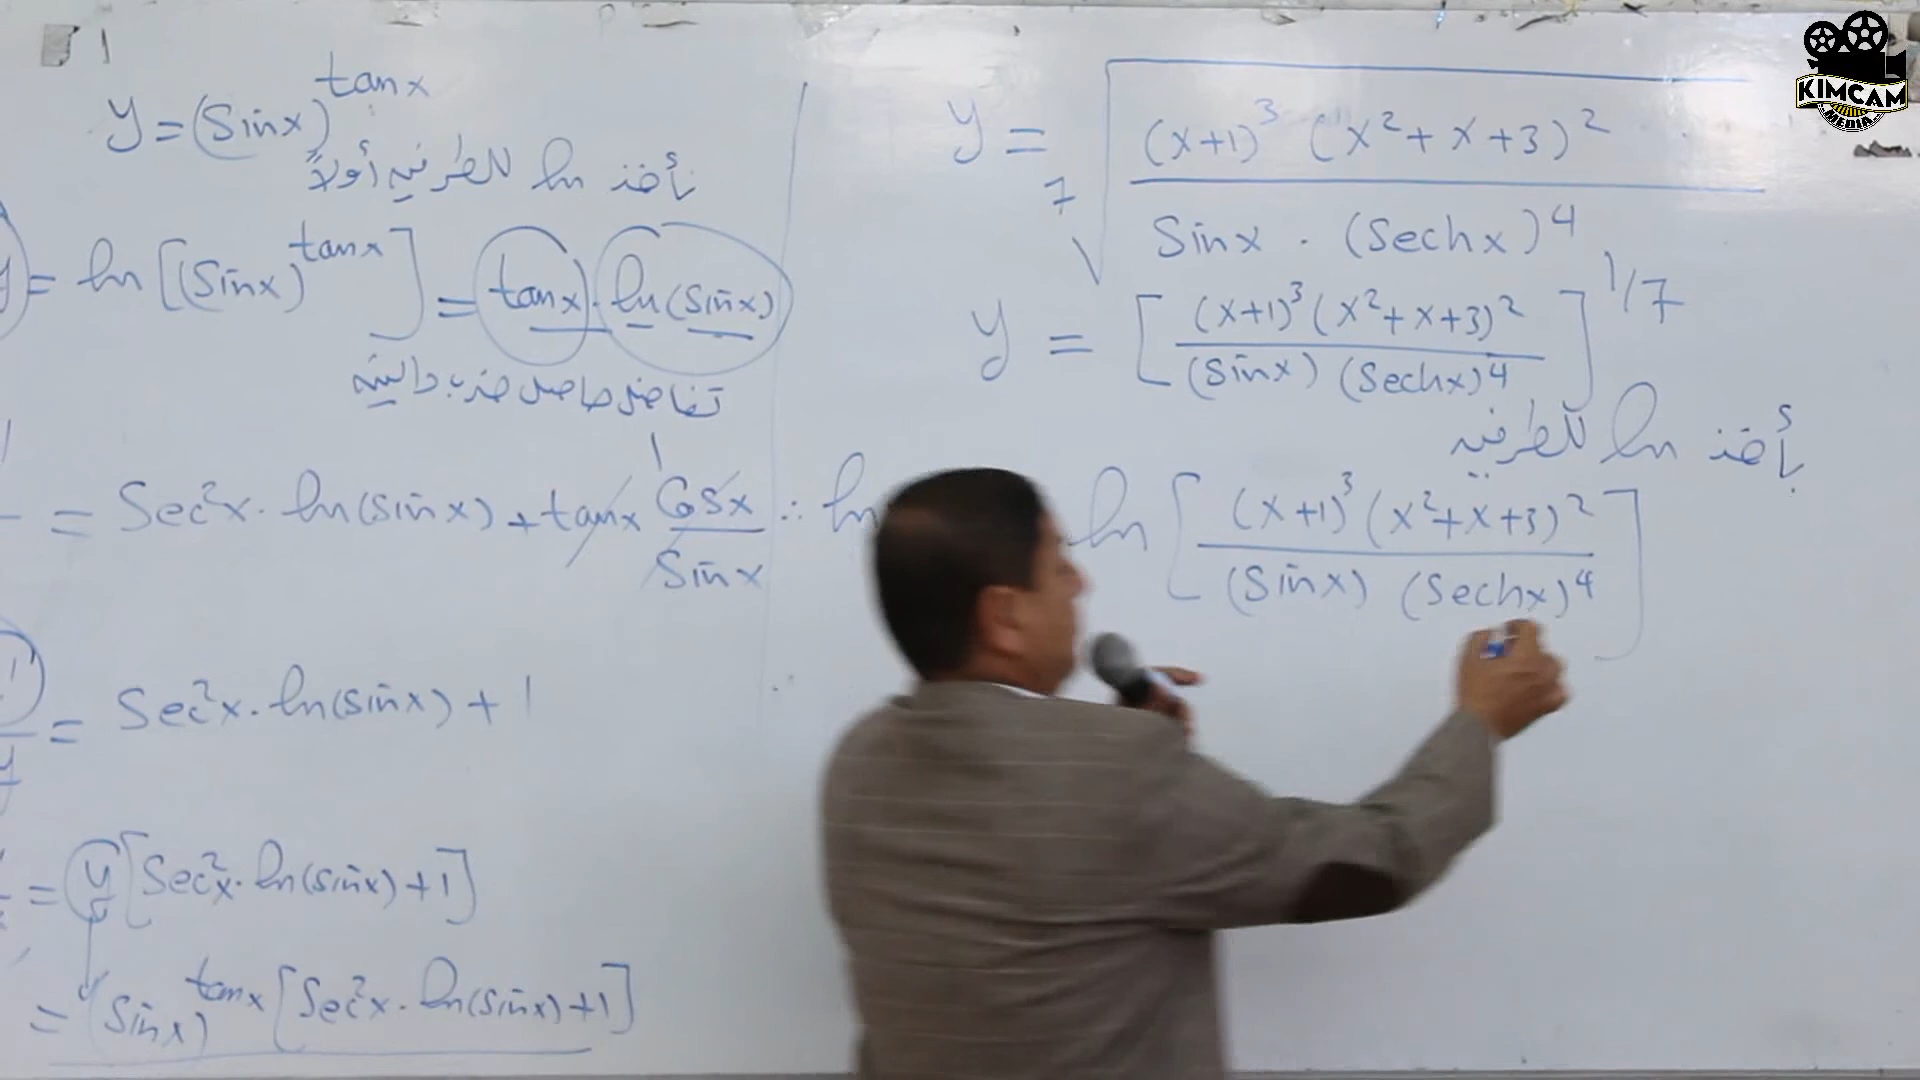 y = (Sinx)^tanx
نأخذ ln للطرفين أولاً
= ln [(Sinx)^tanx] = tanx . ln(Sinx)
تفاضل حاصل ضرب دالتين
= Sec²x . ln(sinx) + tanx Cosx / Sinx
1
= Sec²x . ln(sinx) + 1
= y [Sec²x . ln(sinx) + 1]
= (Sinx)^tanx [Sec²x . ln(sinx) + 1]
y = ⁷√((x+1)³ (x²+x+3)² / Sinx . (Sechx)⁴)
y = [(x+1)³ (x²+x+3)² / (Sinx) (Sechx)⁴]^1/7
نأخذ ln للطرفين
∴ ln
ln [(x+1)³ (x²+x+3)² / (Sinx) (Sechx)⁴]
KIMCAM
MEDIA